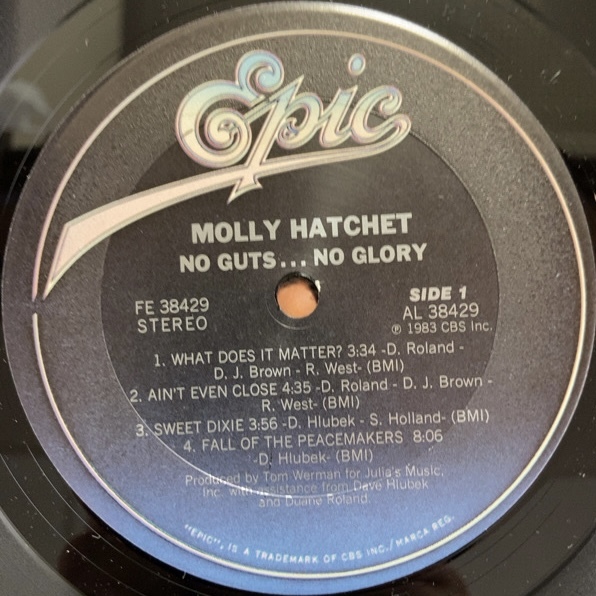 Epic
MOLLY HATCHET
NO GUTS... NO GLORY
FE 38429
STEREO
SIDE 1
AL 38429
℗ 1983 CBS Inc.
1. WHAT DOES IT MATTER? 3:34 -D. Roland -
D. J. Brown - R. West- (BMI)
2. AIN'T EVEN CLOSE 4:35 -D. Roland - D. J. Brown -
R. West- (BMI)
3. SWEET DIXIE 3:56 -D. Hlubek - S. Holland- (BMI)
4. FALL OF THE PEACEMAKERS 8:06
-D. Hlubek- (BMI)
Produced by Tom Werman for Julia's Music,
Inc. with assistance from Dave Hlubek
and Duane Roland.
"EPIC", IS A TRADEMARK OF CBS INC./MARCA REG.